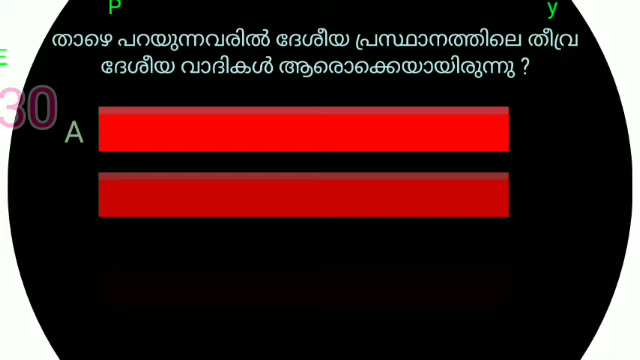 P y
താഴെ പറയുന്നവരിൽ ദേശീയ പ്രസ്ഥാനത്തിലെ തീവ്ര
E
ദേശീയ വാദികൾ ആരൊക്കെയായിരുന്നു ?
30
A